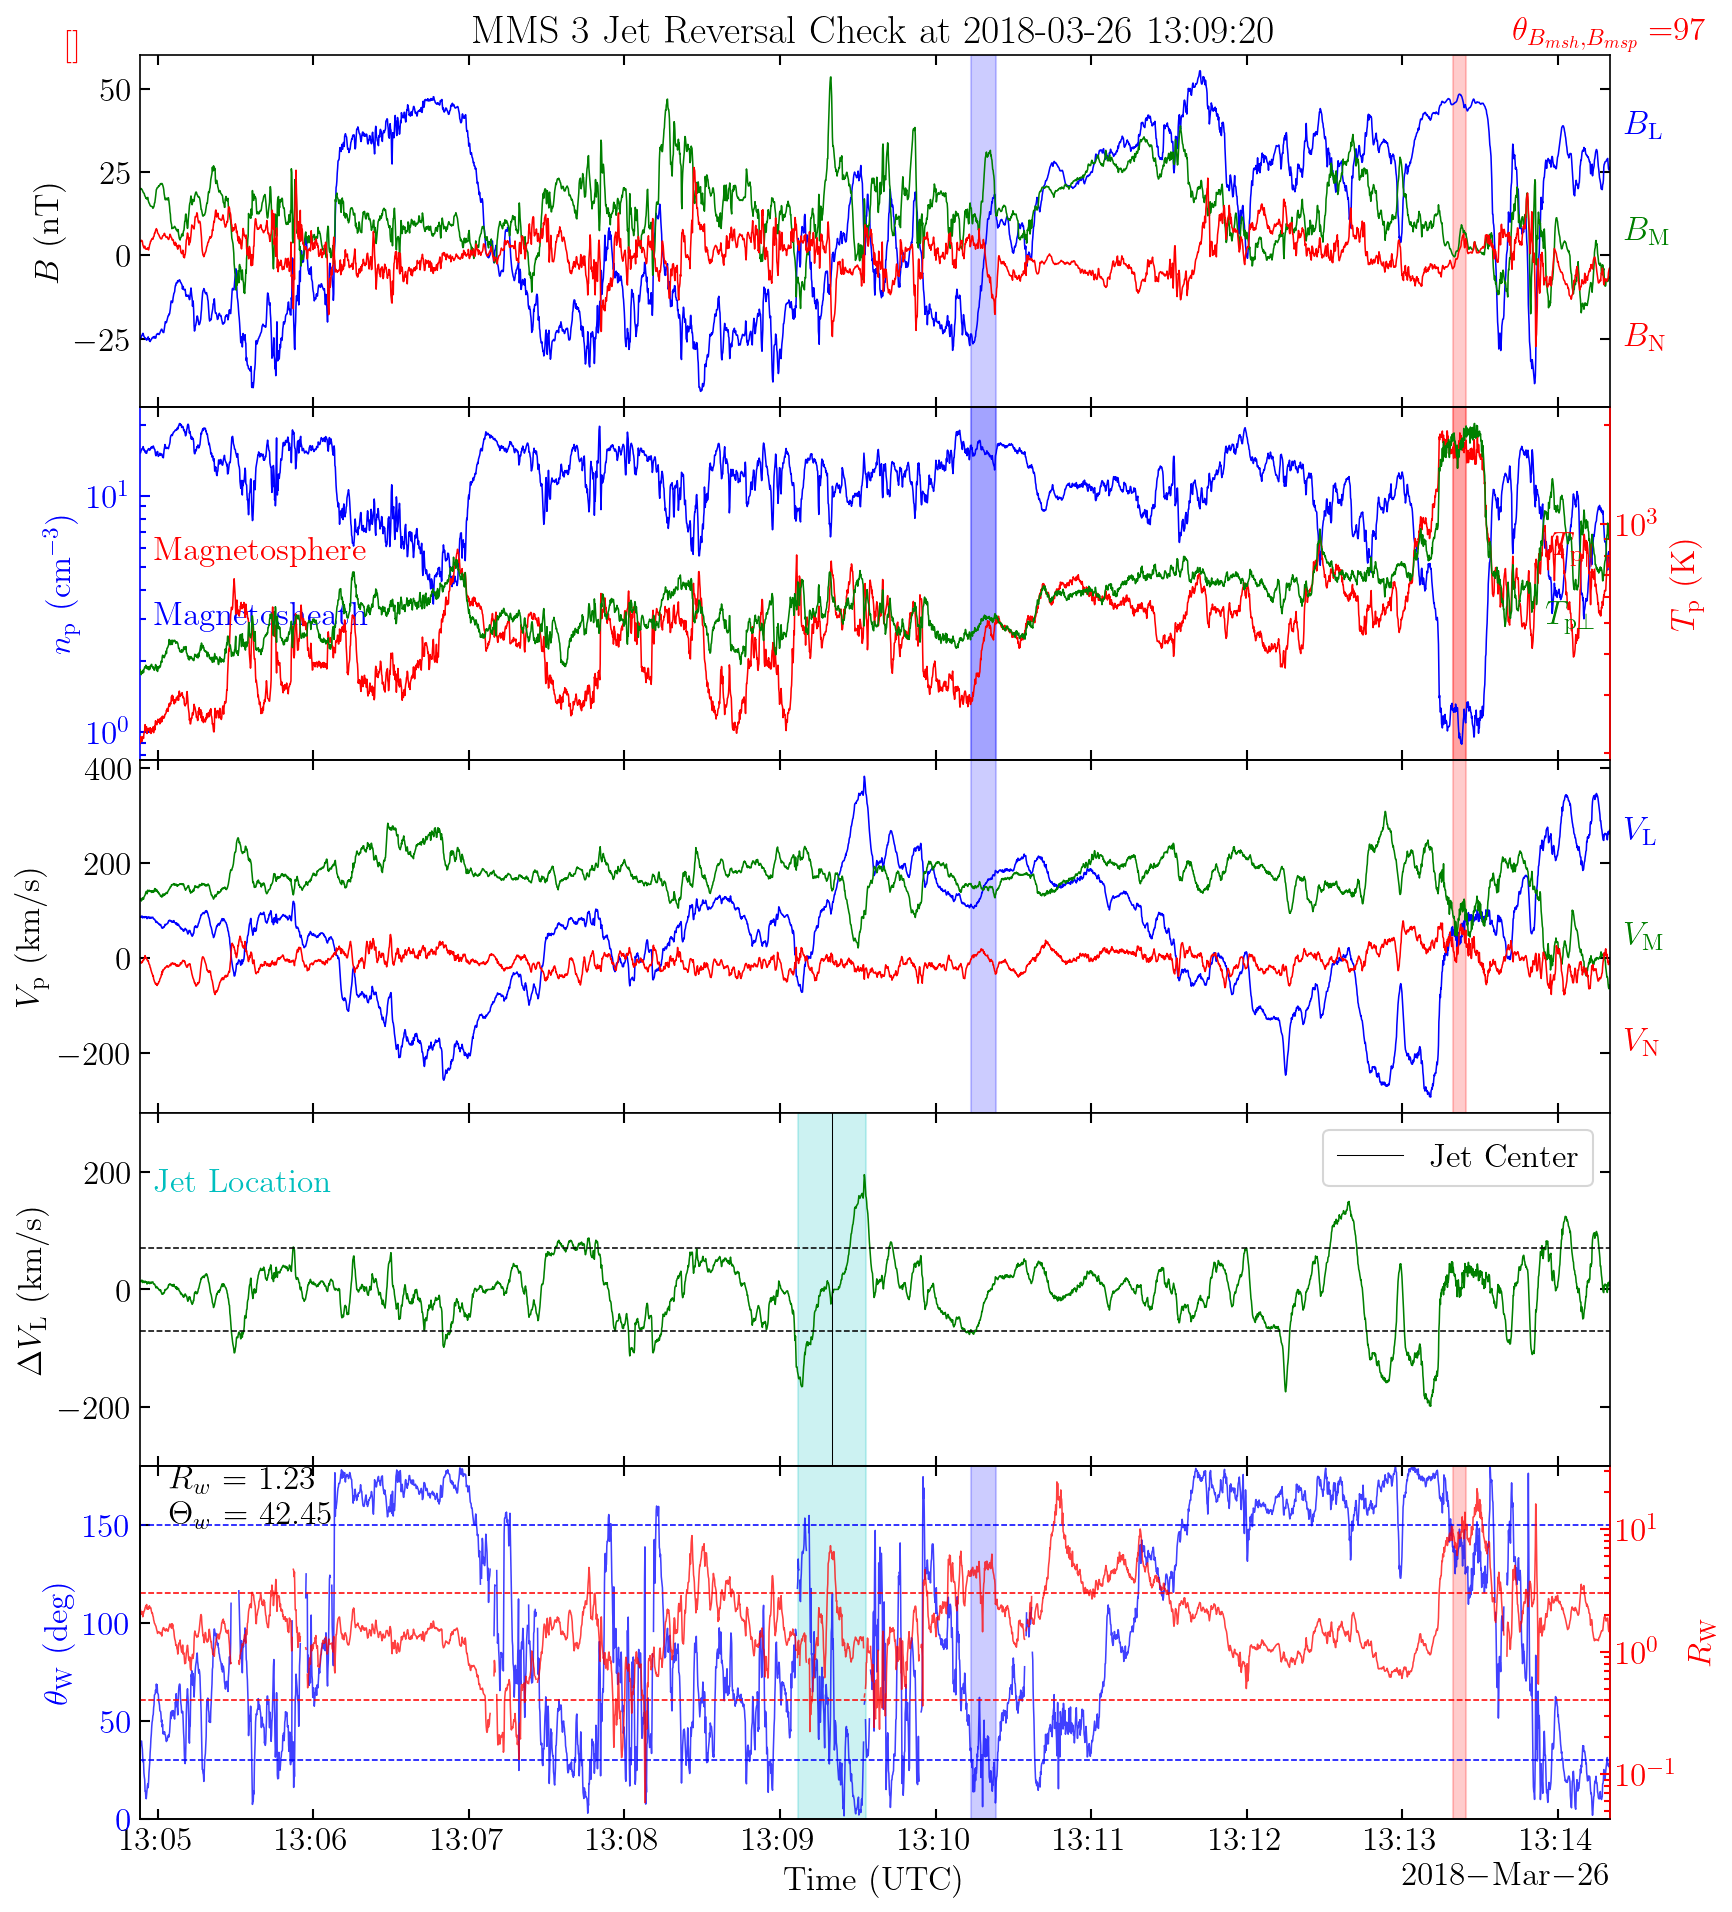 MMS 3 Jet Reversal Check at 2018-03-26 13:09:20
θ_{B_{msh},B_{msp}} =97
50
25
0
−25
B (nT)
B_L
B_M
B_N
10^1
10^0
n_p (cm^{−3})
Magnetosphere
Magnetosheath
10^3
T_p (K)
T_{p⊥}
400
200
0
−200
V_p (km/s)
V_L
V_M
V_N
200
0
−200
ΔV_L (km/s)
Jet Location
Jet Center
R_w = 1.23
Θ_w = 42.45
150
100
50
0
θ_W (deg)
10^1
10^0
10^{−1}
R_W
13:05 13:06 13:07 13:08 13:09 13:10 13:11 13:12 13:13 13:14
Time (UTC)
2018−Mar−26